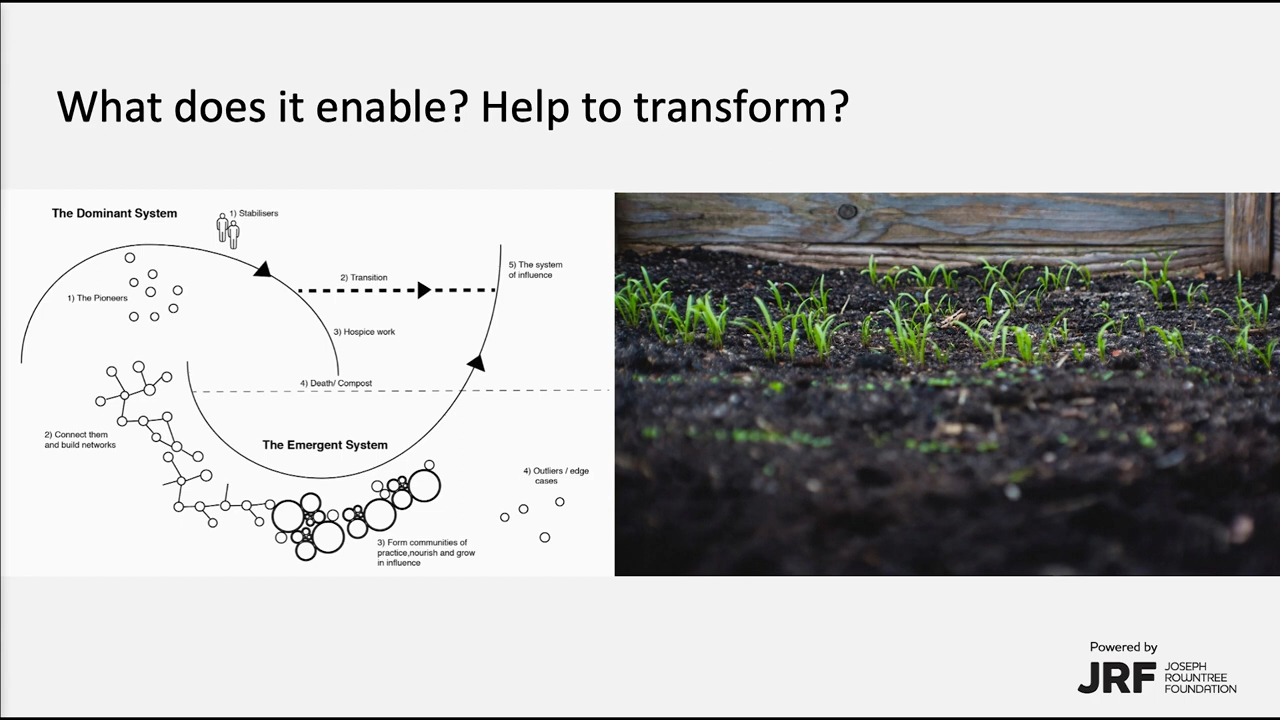 What does it enable? Help to transform?
The Dominant System
1) Stabilisers
1) The Pioneers
2) Transition
5) The system
of influence
3) Hospice work
4) Death/ Compost
2) Connect them
and build networks
The Emergent System
4) Outliers / edge
cases
3) Form communities of
practice,nourish and grow
in influence
Powered by
JRF
JOSEPH
ROWNTREE
FOUNDATION